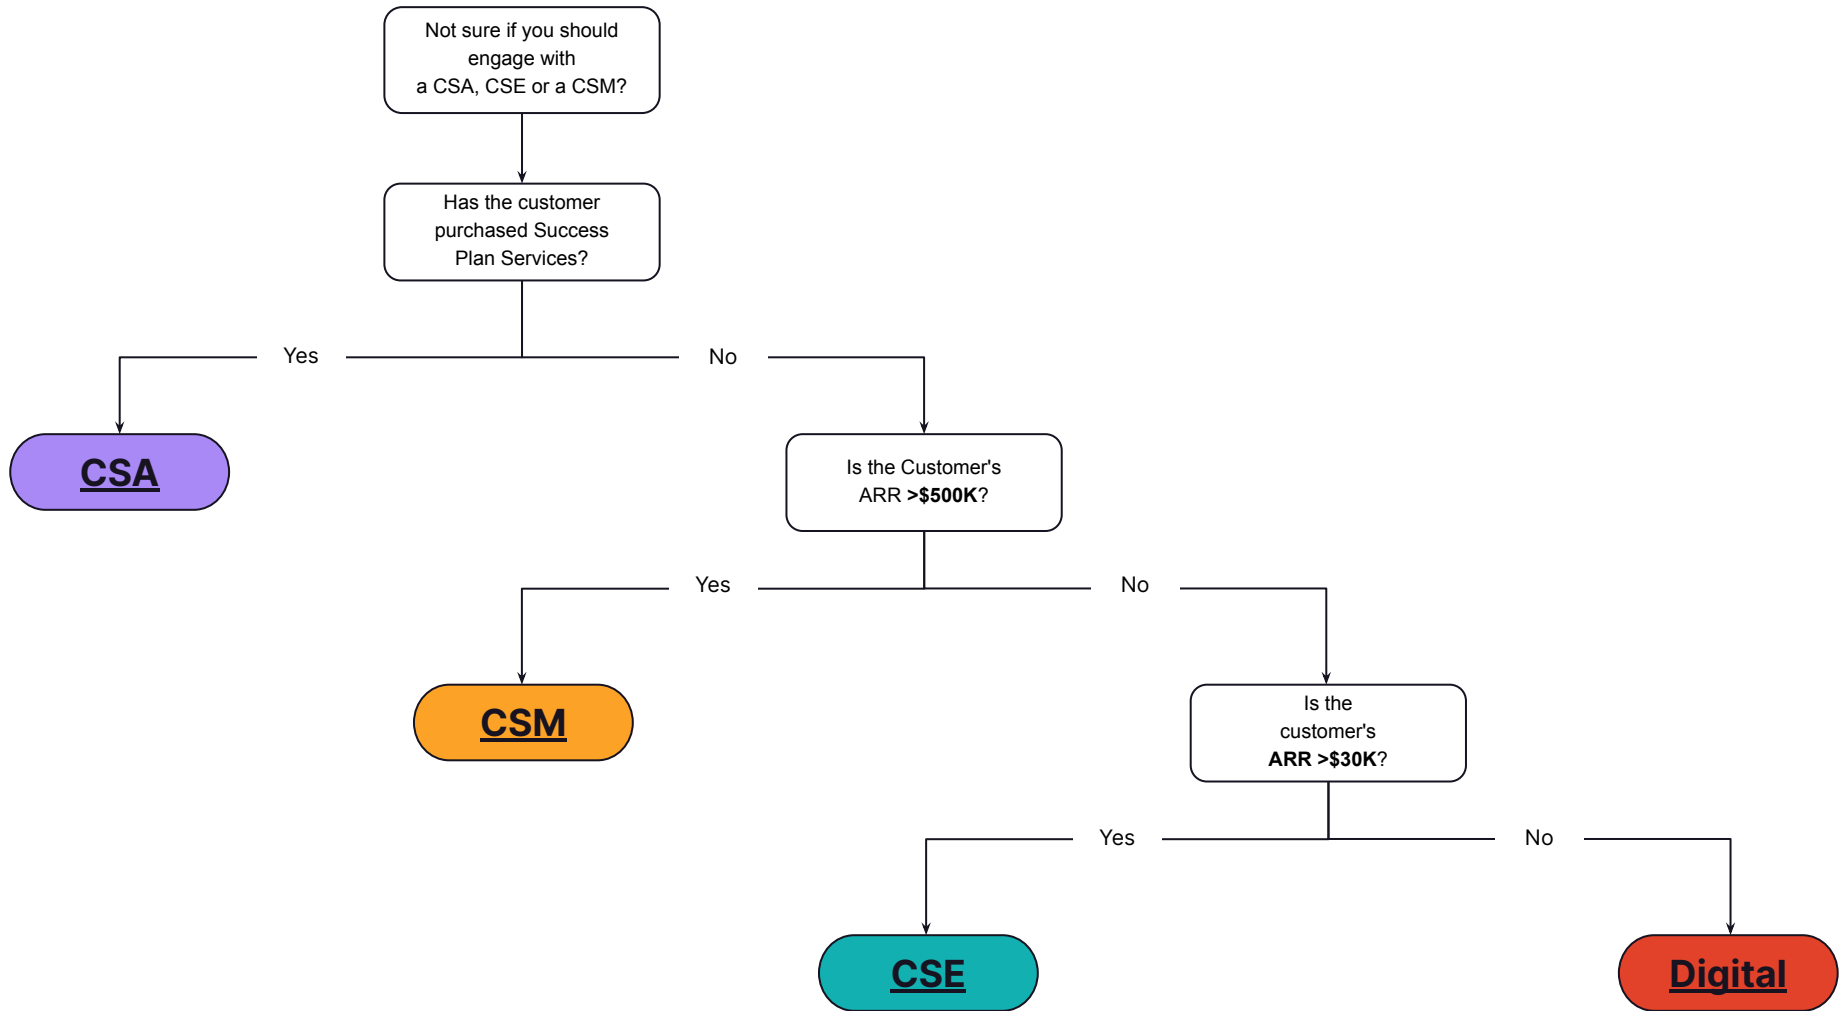 Not sure if you should
engage with
a CSA, CSE or a CSM?
Has the customer
purchased Success
Plan Services?
Yes
No
CSA
Is the Customer's
ARR >$500K?
Yes
No
CSM
Is the
customer's
ARR >$30K?
Yes
No
CSE
Digital